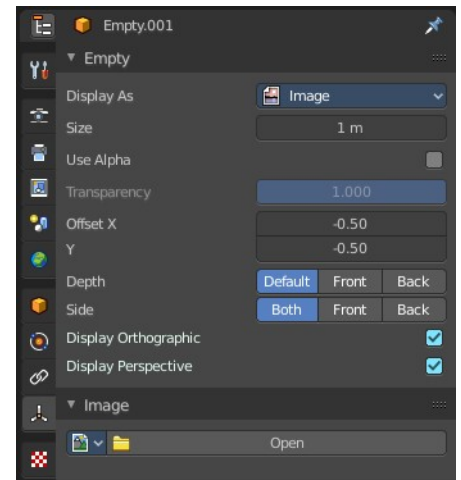 Empty.001
Empty
Display As Image
Size 1 m
Use Alpha
Transparency 1.000
Offset X -0.50
Y -0.50
Depth Default Front Back
Side Both Front Back
Display Orthographic
Display Perspective
Image
Open